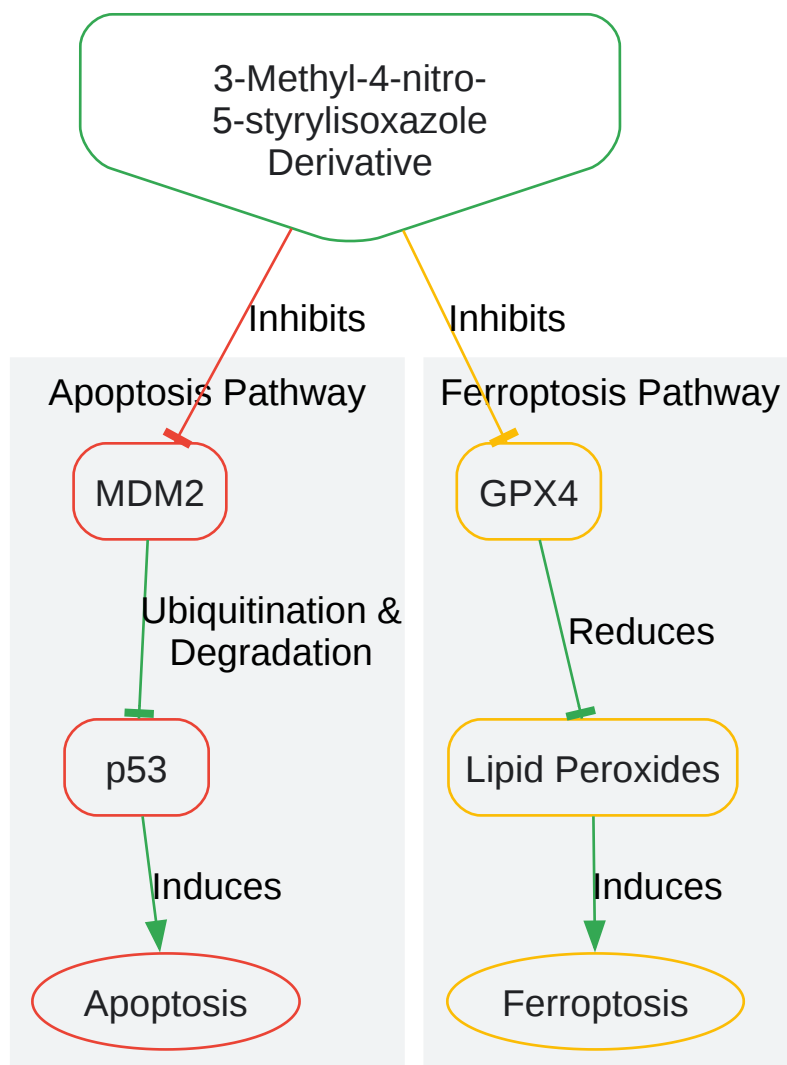 3-Methyl-4-nitro-
5-styrylisoxazole
Derivative
Inhibits
Inhibits
Apoptosis Pathway
Ferroptosis Pathway
MDM2
GPX4
Ubiquitination &
Degradation
Reduces
p53
Lipid Peroxides
Induces
Induces
Apoptosis
Ferroptosis